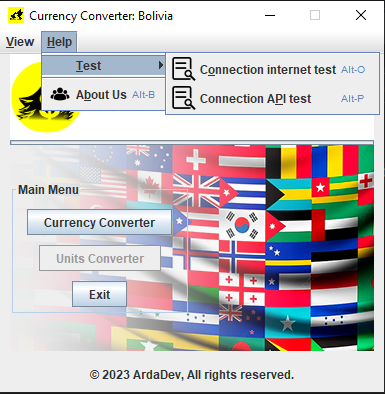 Currency Converter: Bolivia
View Help
Test
Connection internet test Alt-O
About Us Alt-B
Connection API test Alt-P
Main Menu
Currency Converter
Units Converter
Exit
© 2023 ArdaDev, All rights reserved.